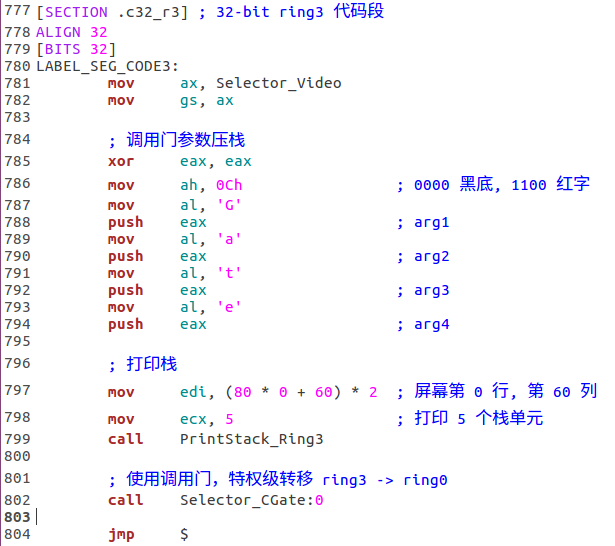 777 [SECTION .c32_r3] ; 32-bit ring3 代码段
778 ALIGN 32
779 [BITS 32]
780 LABEL_SEG_CODE3:
781         mov     ax, Selector_Video
782         mov     gs, ax
783
784         ; 调用门参数压栈
785         xor     eax, eax
786         mov     ah, 0Ch                 ; 0000 黑底, 1100 红字
787         mov     al, 'G'
788         push    eax                     ; arg1
789         mov     al, 'a'
790         push    eax                     ; arg2
791         mov     al, 't'
792         push    eax                     ; arg3
793         mov     al, 'e'
794         push    eax                     ; arg4
795
796         ; 打印栈
797         mov     edi, (80 * 0 + 60) * 2  ; 屏幕第 0 行, 第 60 列
798         mov     ecx, 5                  ; 打印 5 个栈单元
799         call    PrintStack_Ring3
800
801         ; 使用调用门，特权级转移 ring3 -> ring0
802         call    Selector_CGate:0
803
804         jmp     $